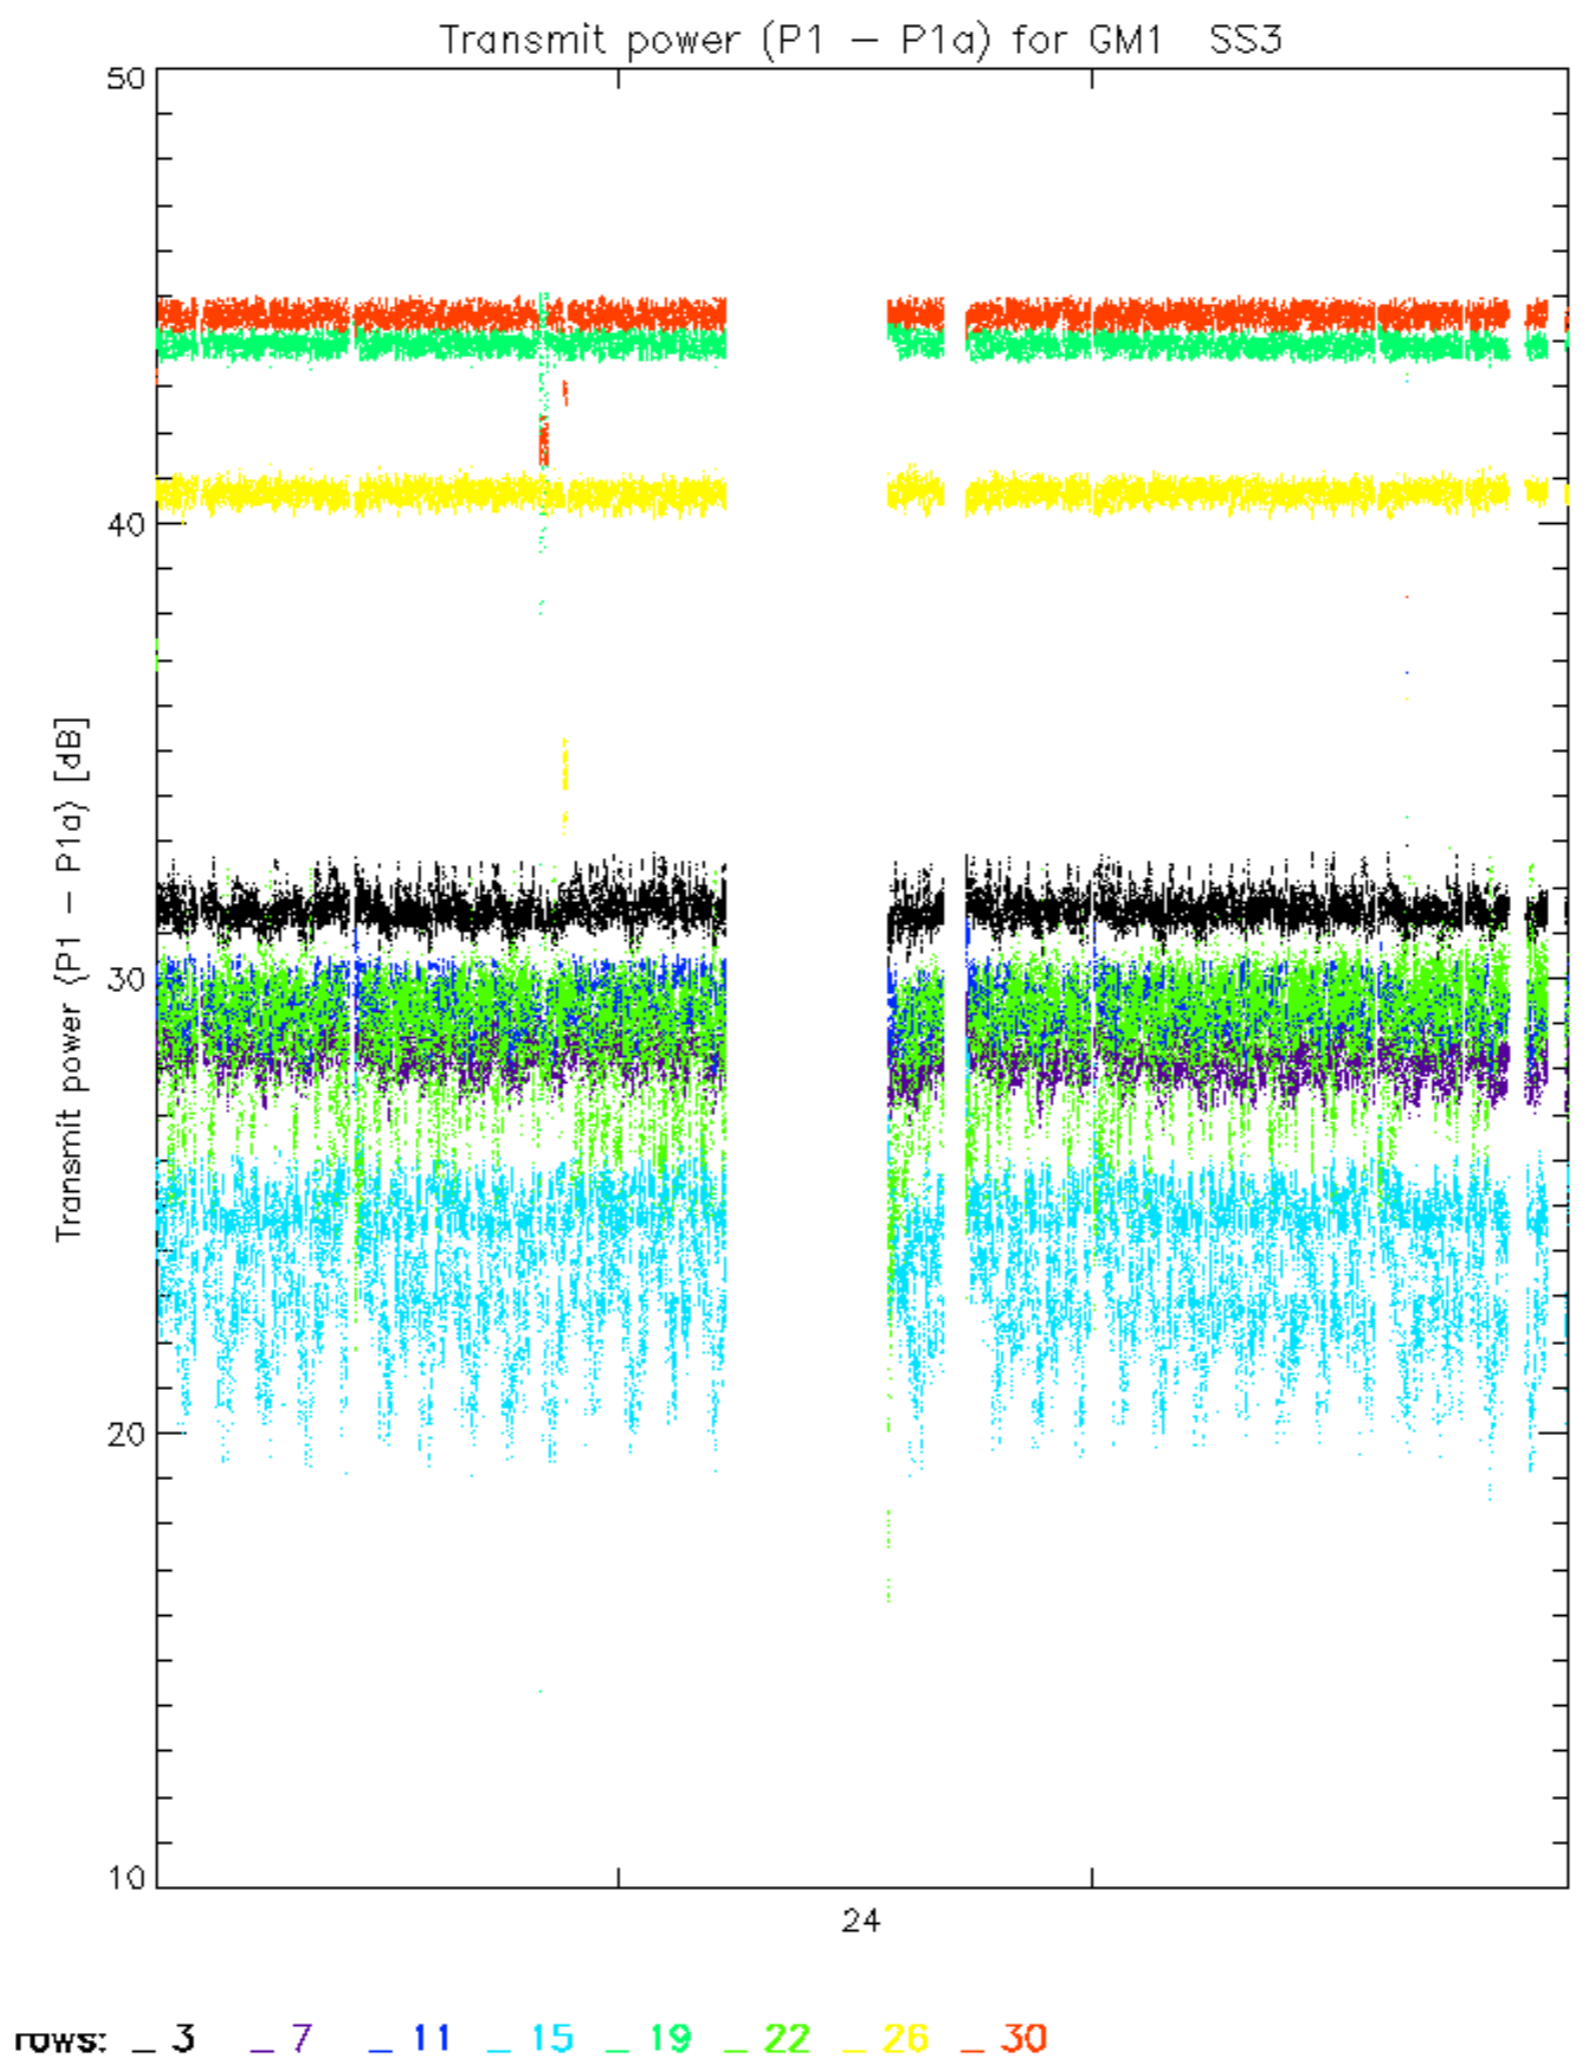 Transmit power (P1 - P1a) for GM1 SS3
50
40
30
20
10
Transmit power {P1 - P1a} [dB]
24
rows: _ 3 _ 7 _ 11 _ 15 _ 19 _ 22 _ 26 _ 30